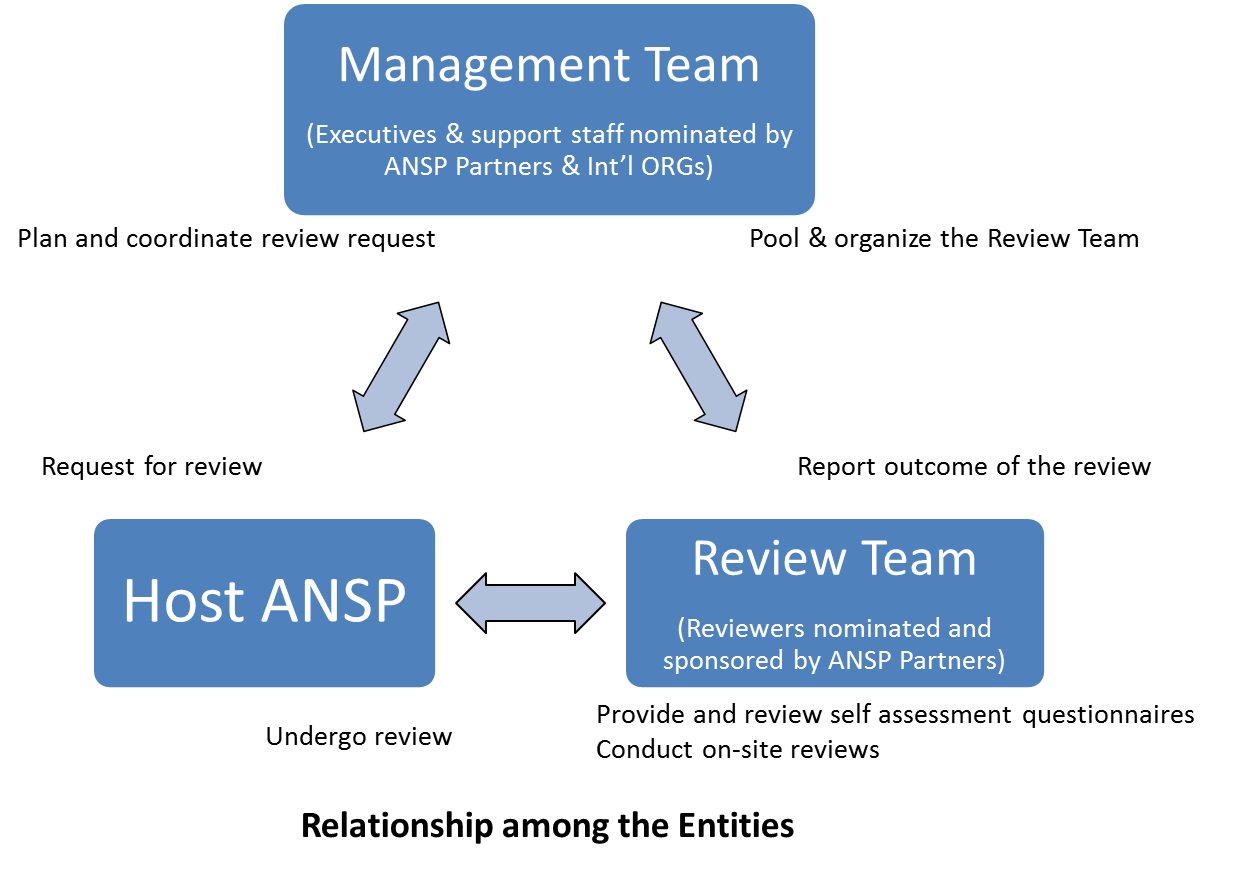 Management Team
(Executives & support staff nominated by
ANSP Partners & Int’l ORGs)
Plan and coordinate review request
Pool & organize the Review Team
Request for review
Report outcome of the review
Host ANSP
Review Team
(Reviewers nominated and
sponsored by ANSP Partners)
Undergo review
Provide and review self assessment questionnaires
Conduct on-site reviews
Relationship among the Entities